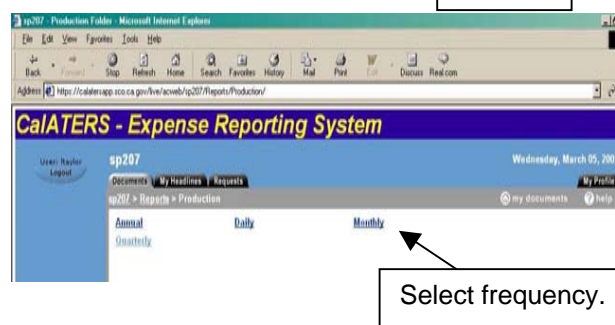 sp207 - Production Folder - Microsoft Internet Explorer
File Edit View Favorites Tools Help
Back Forward Stop Refresh Home Search Favorites History Mail Print Edit Discuss Real.com
Address https://calatersapp.sco.ca.gov/live/acweb/sp207/Reports/Production/
CalATERS - Expense Reporting System
User: ltaylor
Logout
sp207
Wednesday, March 05, 200
Documents My Headlines Requests
My Profile
sp207 > Reports > Production
my documents help
Annual Daily Monthly
Quarterly
Select frequency.